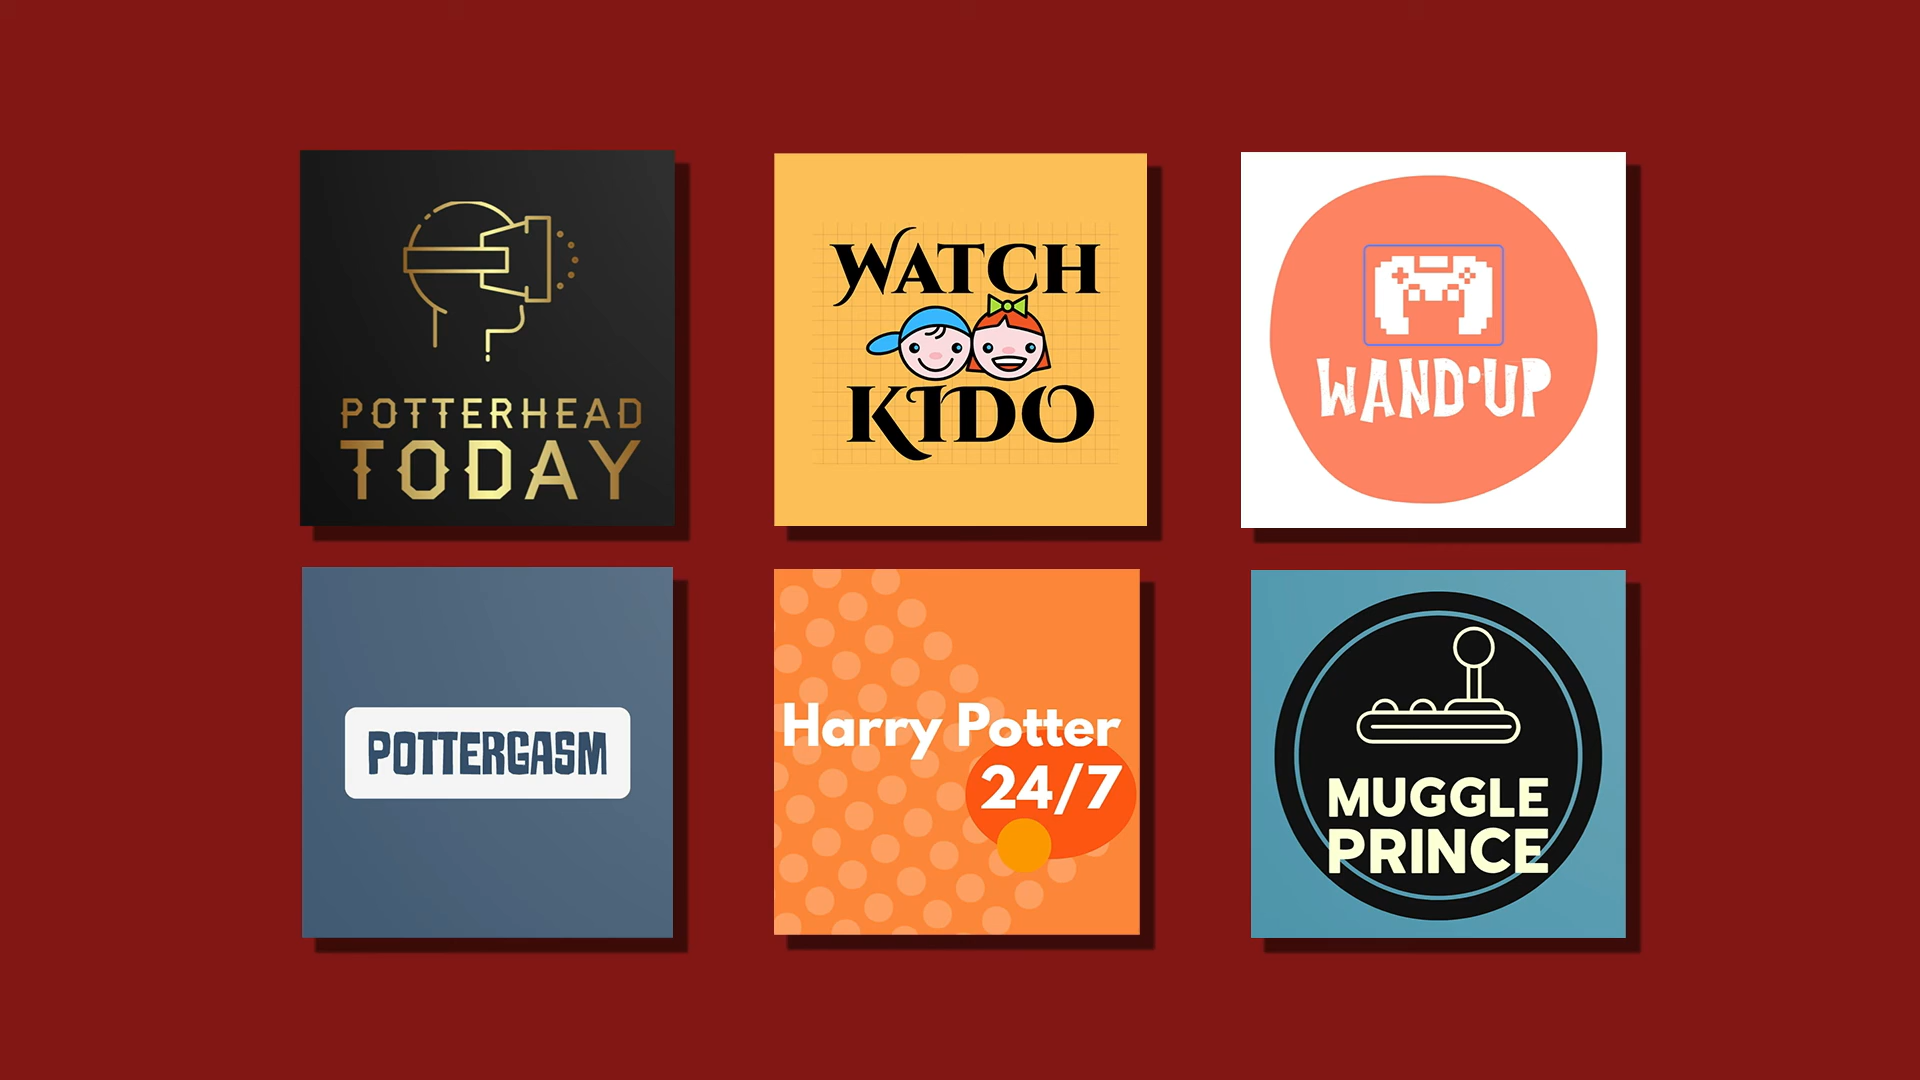 POTTERHEAD
TODAY
WATCH
KIDO
WAND'UP
POTTERGASM
Harry Potter
24/7
MUGGLE
PRINCE